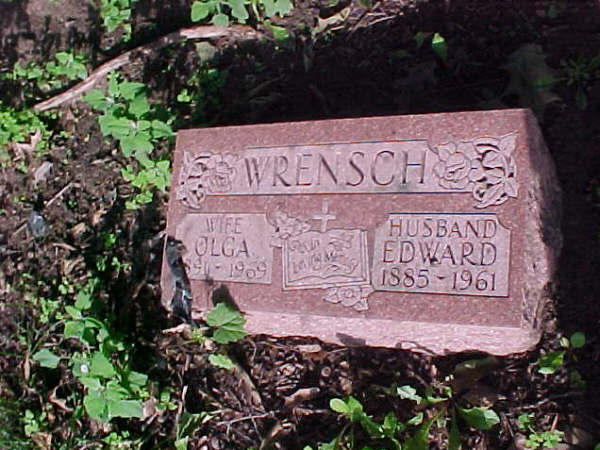 WRENSCH
WIFE
OLGA
1969
HUSBAND
EDWARD
1885 - 1961